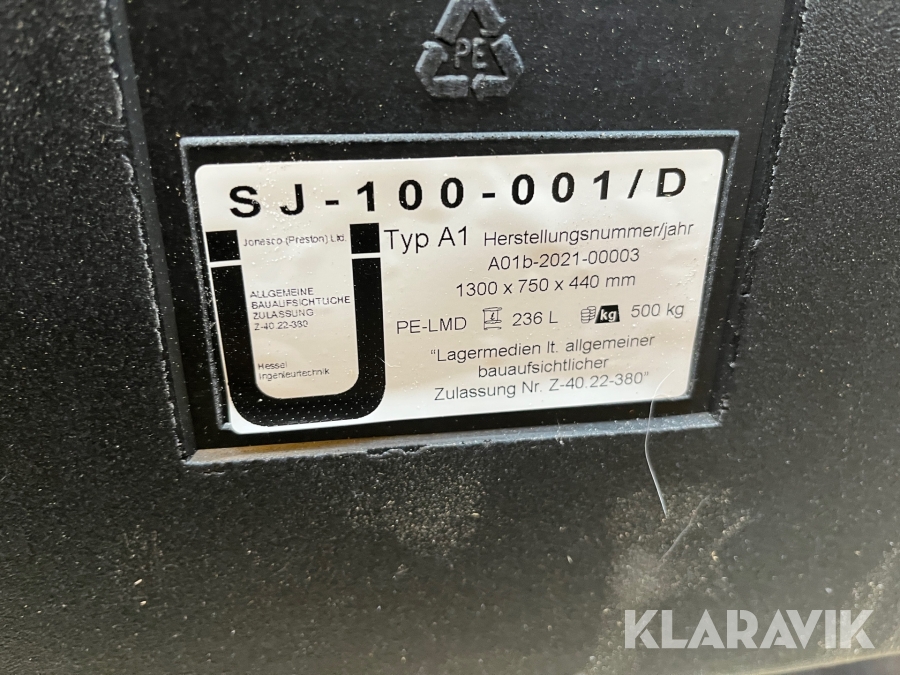 PE
SJ-100-001/D
Jonesco (Preston) Ltd.
Typ A1 Herstellungsnummer/jahr
A01b-2021-00003
1300 x 750 x 440 mm
ALLGEMEINE
BAUAUFSICHTLICHE
ZULASSUNG
Z-40.22-380
PE-LMD 236 L kg 500 kg
Hessel
Ingenieurtechnik
"Lagermedien lt. allgemeiner
bauaufsichtlicher
Zulassung Nr. Z-40.22-380"
KLARAVIK